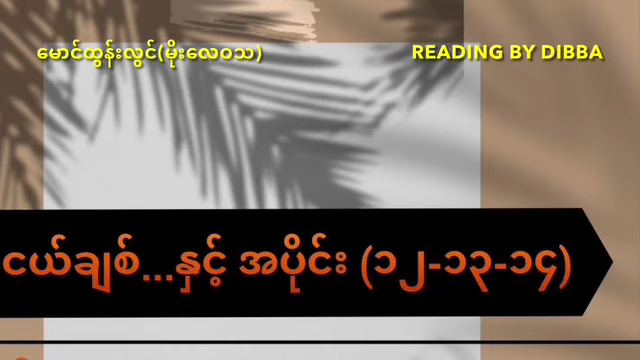 မောင်ထွန်းလွင်(မိုးလေဝသ)
READING BY DIBBA
ငယ်ချစ်...နှင့် အပိုင်း (၁၂-၁၃-၁၄)